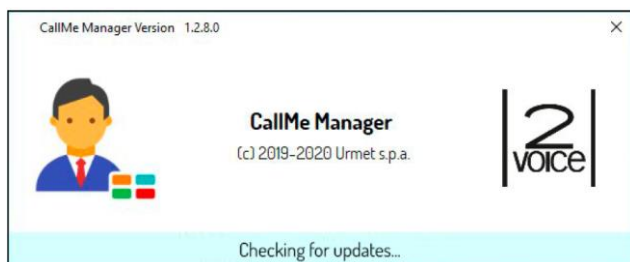 CallMe Manager Version 1.2.8.0
CallMe Manager
(c) 2019-2020 Urmet s.p.a.
2
VOICE
Checking for updates...